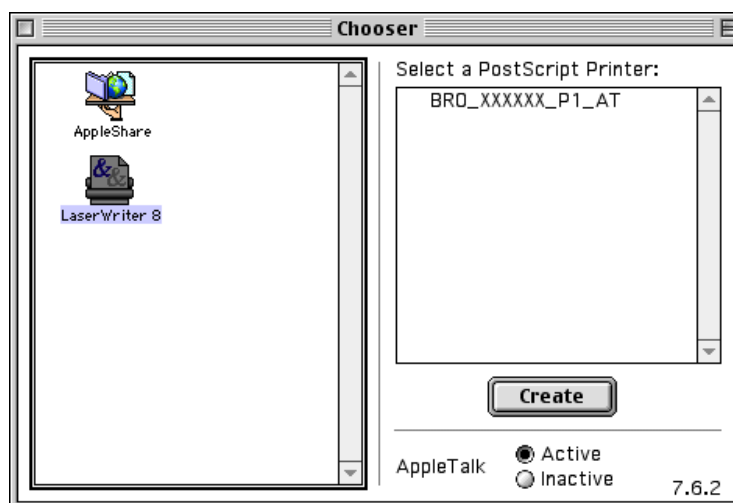 Chooser
AppleShare
LaserWriter 8
Select a PostScript Printer:
BRO_XXXXXX_P1_AT
Create
AppleTalk
Active
Inactive
7.6.2